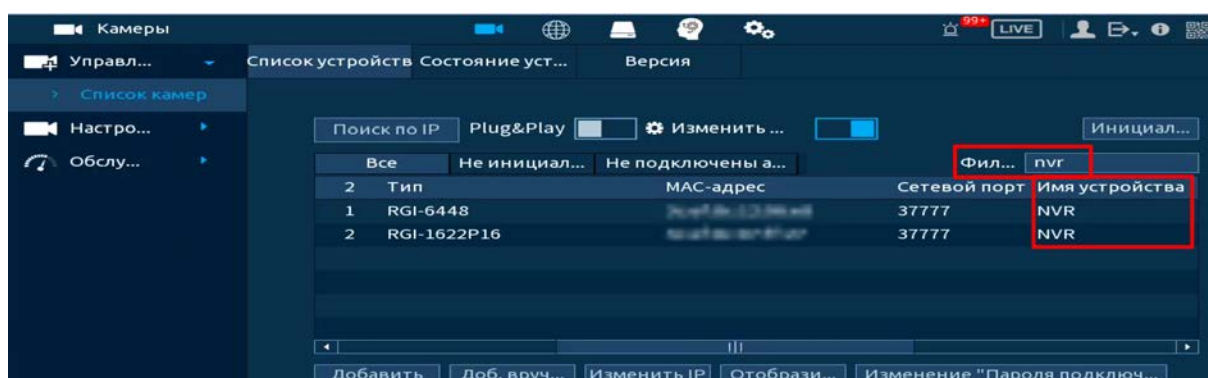 Камеры 99+ LIVE
Управл... Список устройств Состояние уст... Версия
Список камер
Настро... Поиск по IP Plug&Play Изменить ... Инициал...
Обслу... Все Не инициал... Не подключены а... Фил... nvr
2 Тип MAC-адрес Сетевой порт Имя устройства
1 RGI-6448 37777 NVR
2 RGI-1622P16 37777 NVR
Добавить Доб. вруч... Изменить IP Отобрази... Изменение "Пароля подключ...